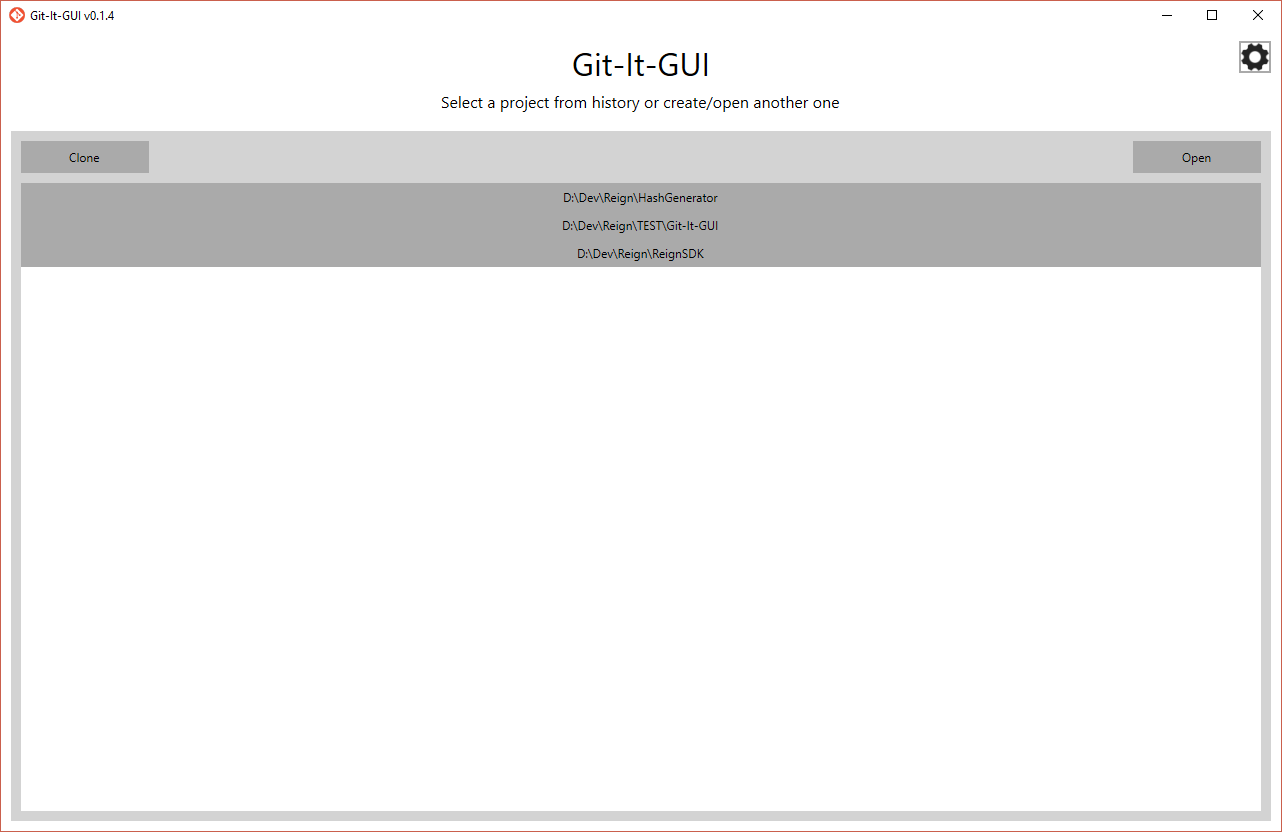 Git-It-GUI v0.1.4
Git-It-GUI
Select a project from history or create/open another one
Clone
Open
D:\Dev\Reign\HashGenerator
D:\Dev\Reign\TEST\Git-It-GUI
D:\Dev\Reign\ReignSDK